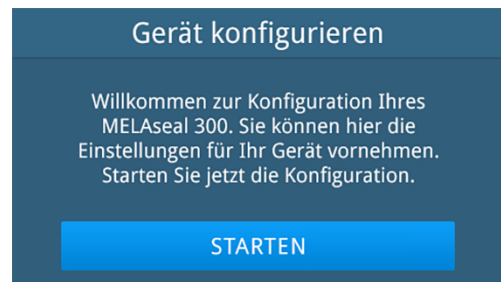 Gerät konfigurieren
Willkommen zur Konfiguration Ihres
MELAseal 300. Sie können hier die
Einstellungen für Ihr Gerät vornehmen.
Starten Sie jetzt die Konfiguration.
STARTEN